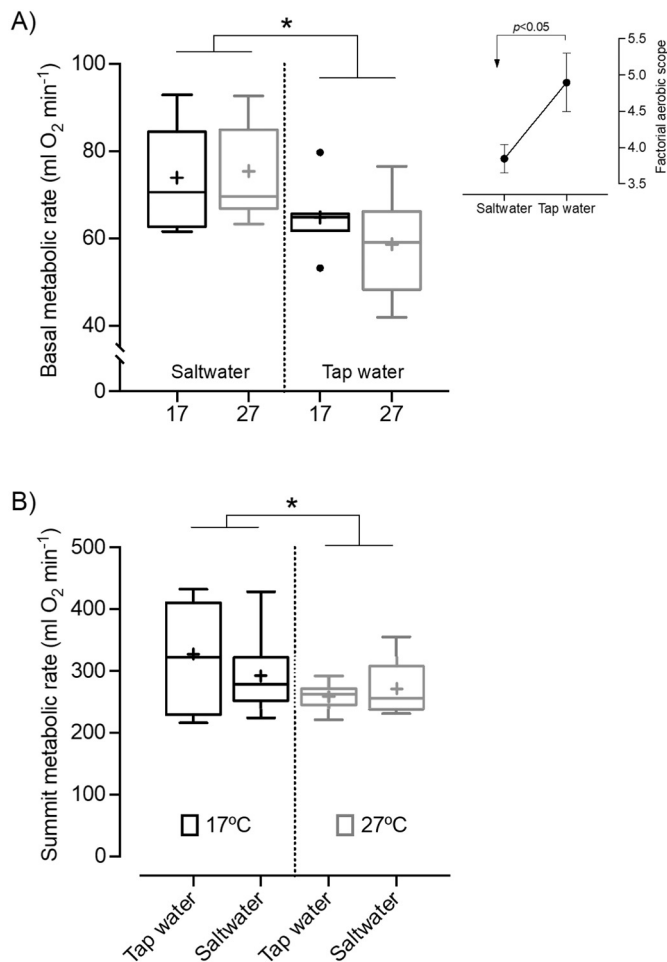 A)
*
Basal metabolic rate (ml O2 min-1)
100
80
60
40
0
Saltwater
Tap water
17
27
17
27
p<0.05
5.5
5.0
4.5
4.0
3.5
Factorial aerobic scope
Saltwater
Tap water
B)
*
Summit metabolic rate (ml O2 min-1)
500
400
300
200
100
0
17ºC
27ºC
Tap water
Saltwater
Tap water
Saltwater